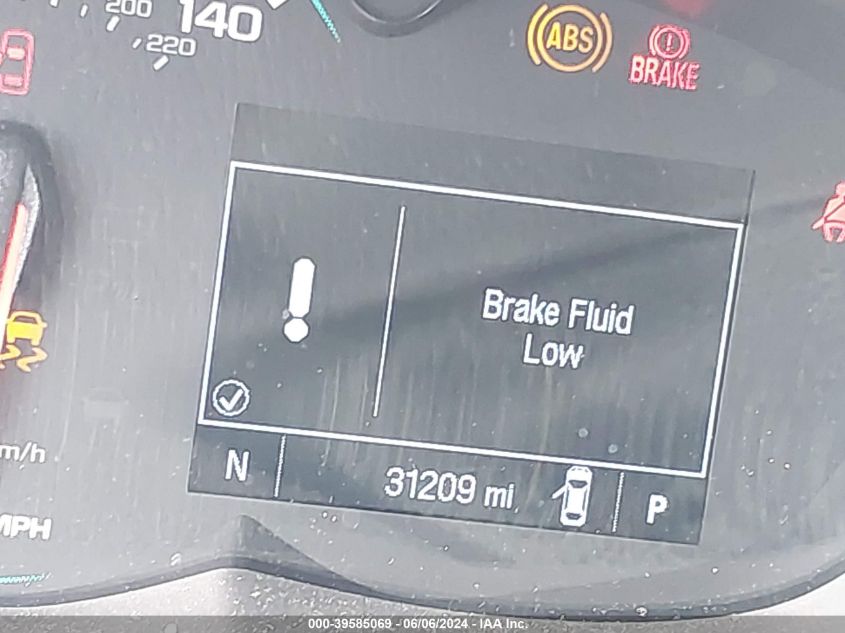 200
140
220
ABS
BRAKE
Brake Fluid
Low
m/h
N
31209 mi
P
MPH
000-39585069 - 06/06/2024 - IAA Inc.